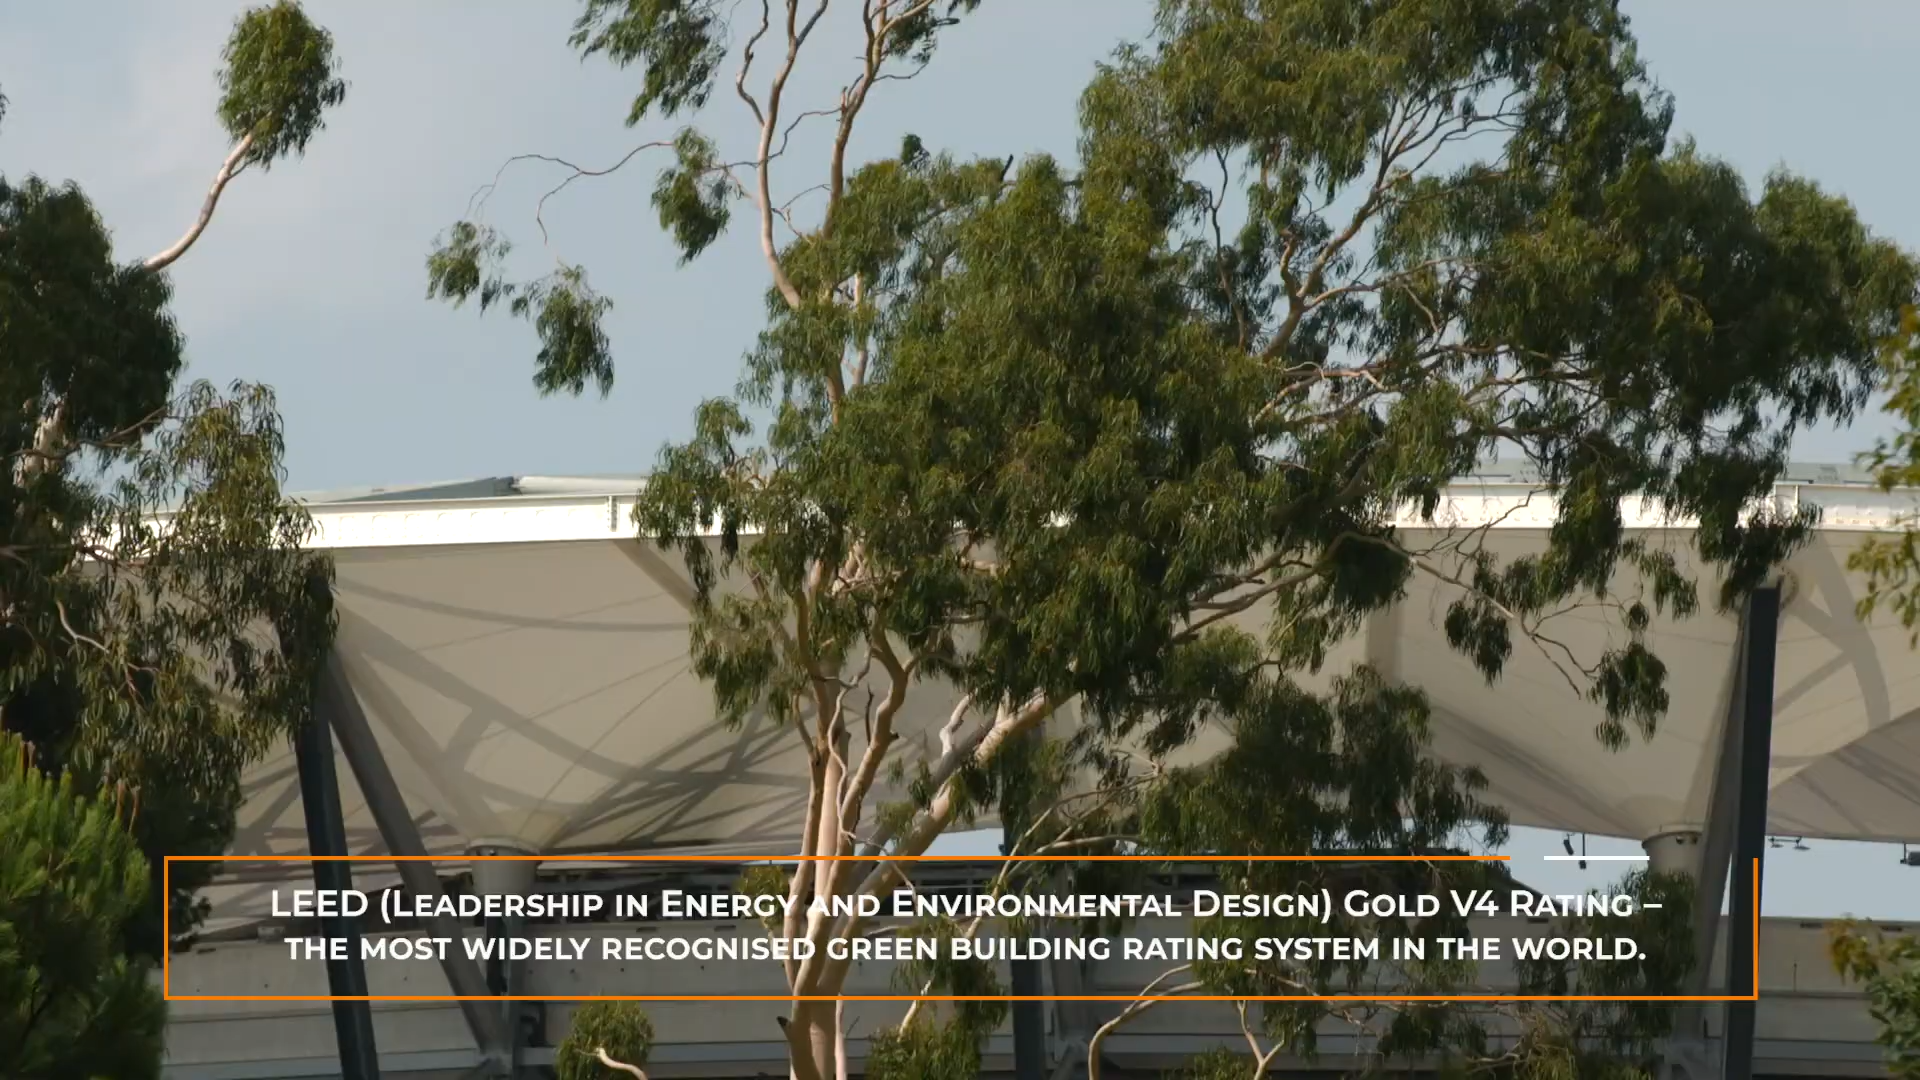 LEED (Leadership in Energy and Environmental Design) Gold V4 Rating –
the most widely recognised green building rating system in the world.